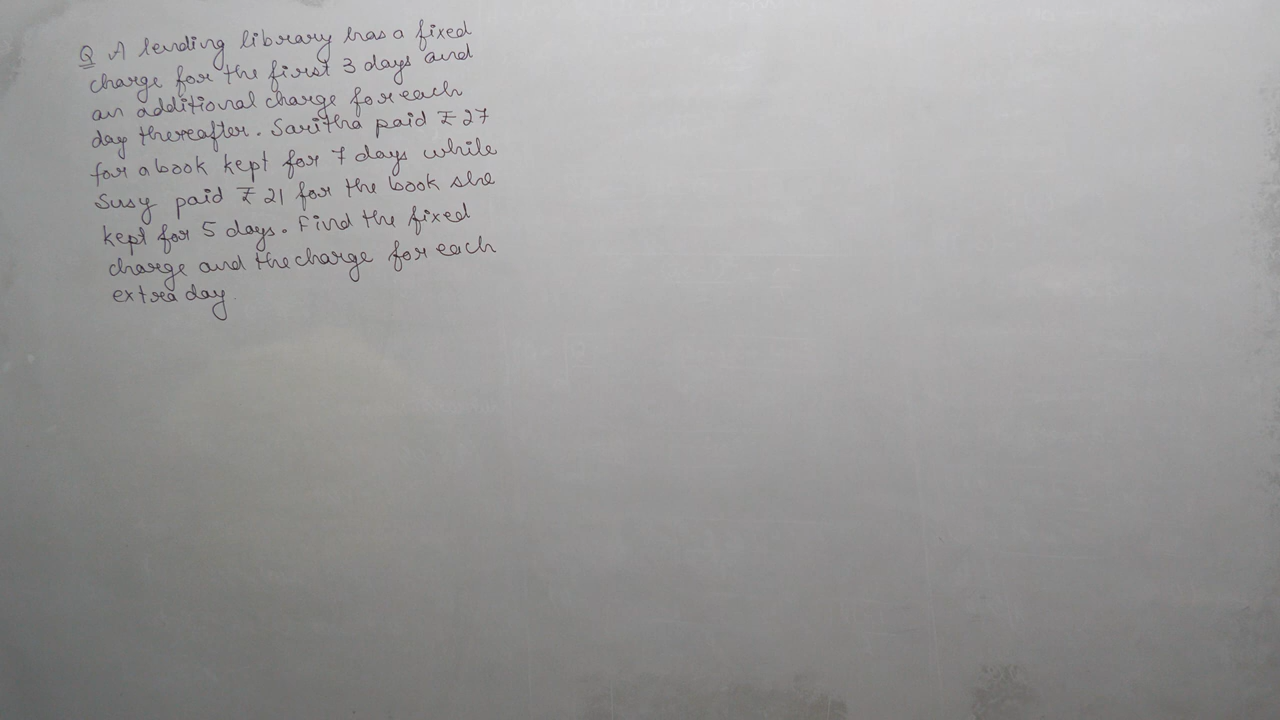 Q A lending library has a fixed
charge for the first 3 days and
an additional charge for each
day thereafter. Saritha paid ₹ 27
for a book kept for 7 days while
Susy paid ₹ 21 for the book she
kept for 5 days. Find the fixed
charge and the charge for each
extra day